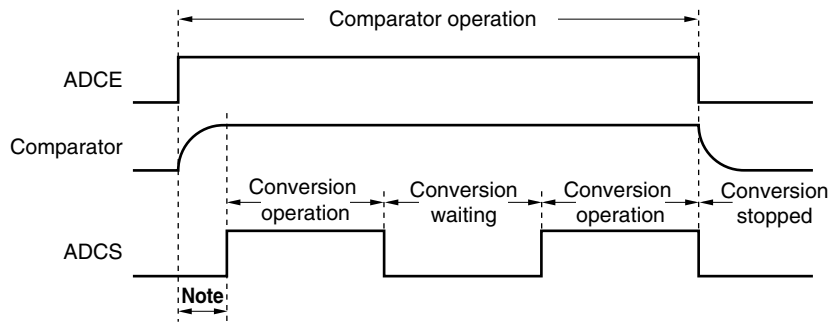 Comparator operation
ADCE
Comparator
Conversion
operation
Conversion
waiting
Conversion
operation
Conversion
stopped
ADCS
Note